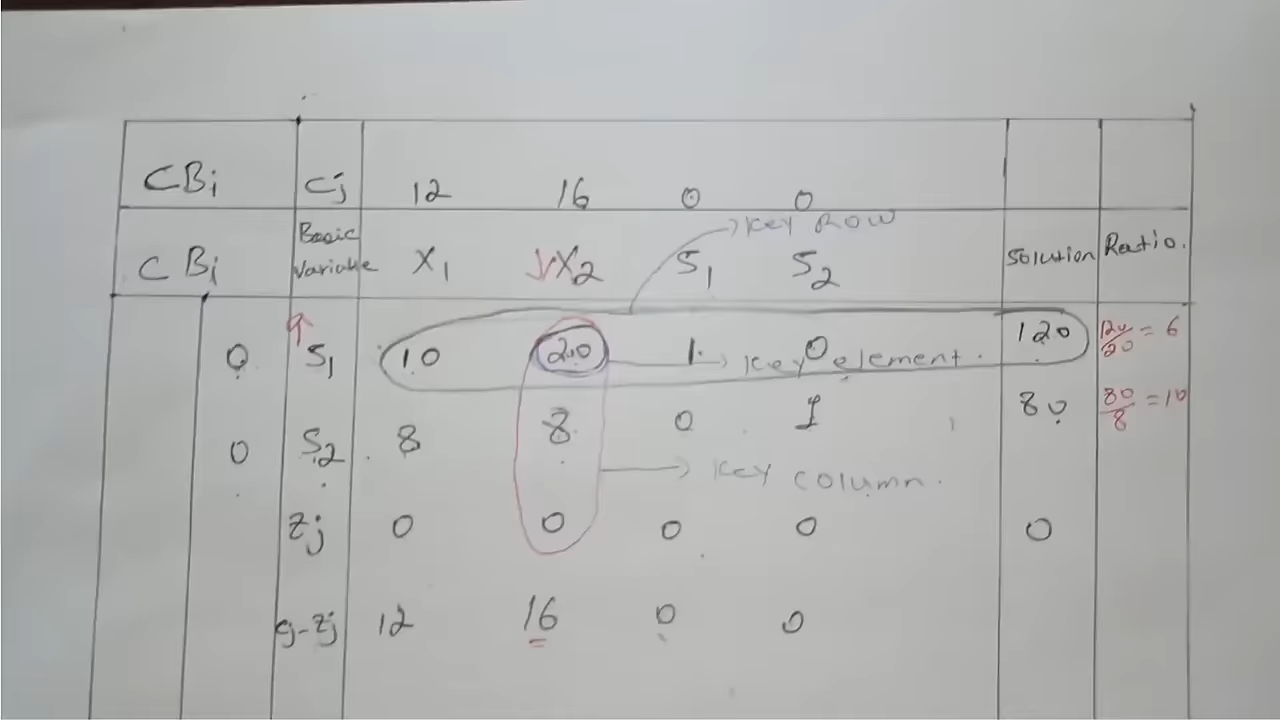 CBi Cj 12 16 0 0
→ Key Row
CBi Basic Variable X1 X2 S1 S2 Solution Ratio.
0 S1 10 20 1 0 120 120/20 = 6
→ Key element.
0 S2 8 8 0 1 80 80/8 = 10
→ Key column.
Zj 0 0 0 0 0
Cj-Zj 12 16 0 0